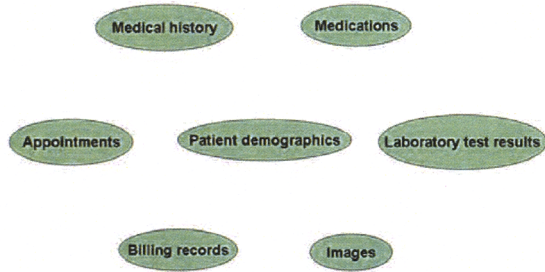 Medical history
Medications
Appointments
Patient demographics
Laboratory test results
Billing records
Images